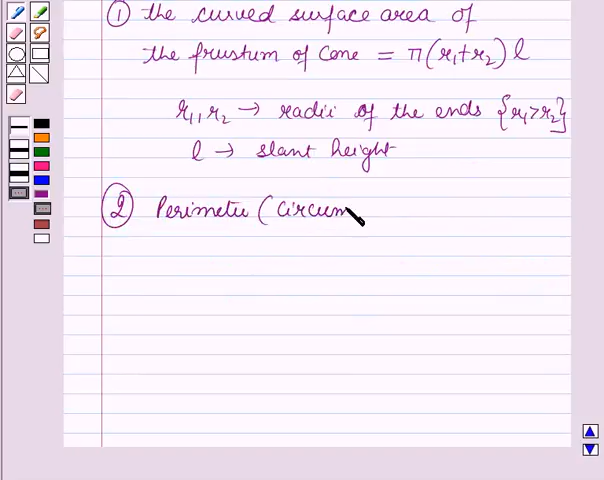 ① the curved surface area of
the frustum of cone = π(r₁+r₂) l
r₁, r₂ → radii of the ends {r₁>r₂}
l → slant height
② Perimeter (Circum